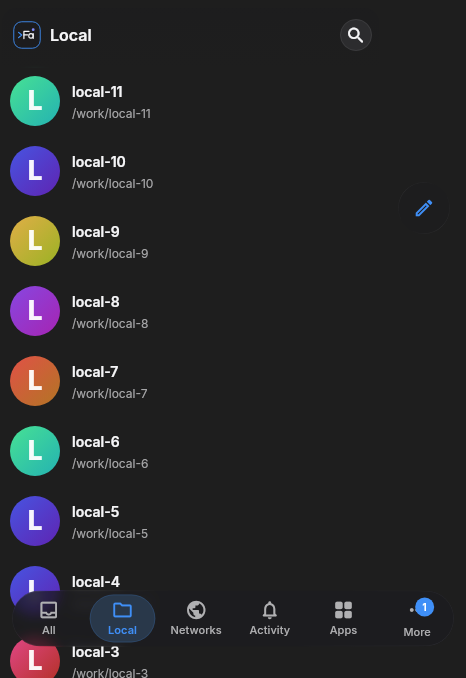 >Fa Local
L local-11
/work/local-11
L local-10
/work/local-10
L local-9
/work/local-9
L local-8
/work/local-8
L local-7
/work/local-7
L local-6
/work/local-6
L local-5
/work/local-5
L local-4
All Local Networks Activity Apps 1 More
L local-3
/work/local-3